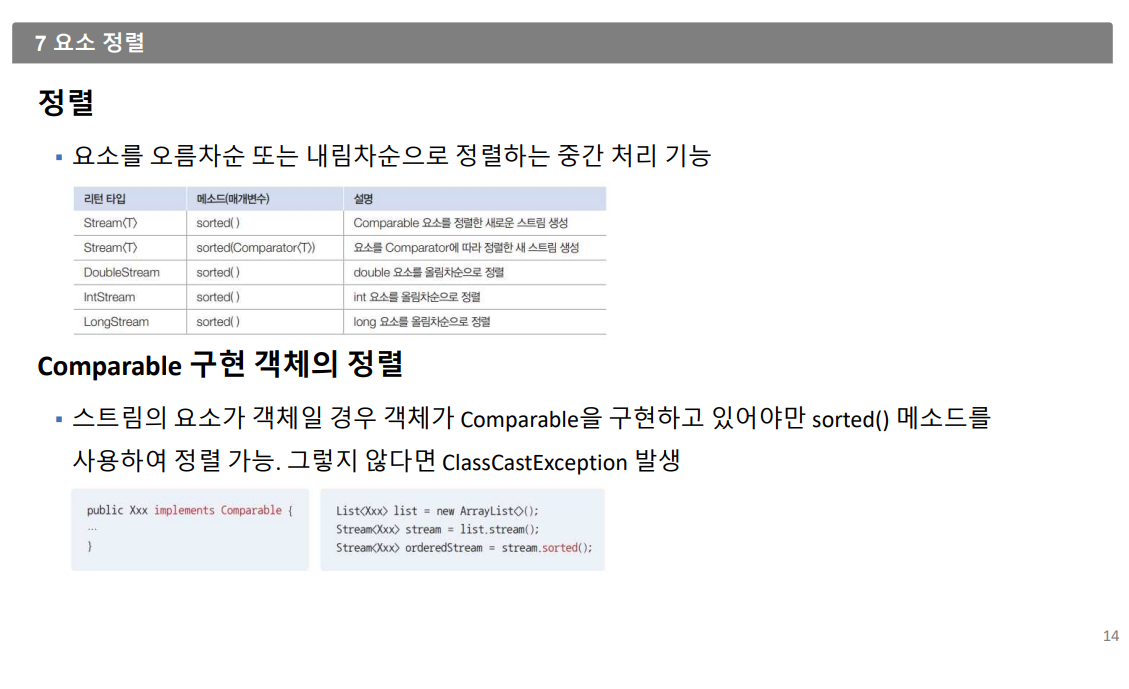 7 요소 정렬
정렬
▪ 요소를 오름차순 또는 내림차순으로 정렬하는 중간 처리 기능
리턴 타입 메소드(매개변수) 설명
Stream〈T〉 sorted( ) Comparable 요소를 정렬한 새로운 스트림 생성
Stream〈T〉 sorted(Comparator〈T〉) 요소를 Comparator에 따라 정렬한 새 스트림 생성
DoubleStream sorted( ) double 요소를 올림차순으로 정렬
IntStream sorted( ) int 요소를 올림차순으로 정렬
LongStream sorted( ) long 요소를 올림차순으로 정렬
Comparable 구현 객체의 정렬
▪ 스트림의 요소가 객체일 경우 객체가 Comparable을 구현하고 있어야만 sorted() 메소드를
사용하여 정렬 가능. 그렇지 않다면 ClassCastException 발생
public Xxx implements Comparable {
…
}
List〈Xxx〉 list = new ArrayList〈〉();
Stream〈Xxx〉 stream = list.stream();
Stream〈Xxx〉 orderedStream = stream.sorted();
14